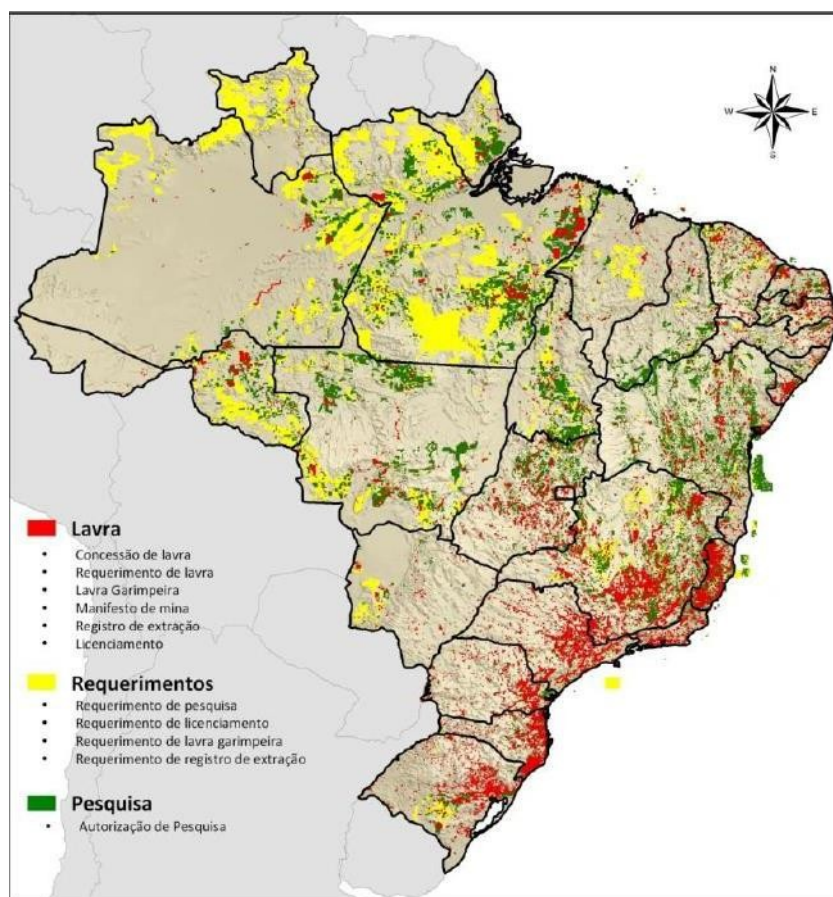 N
W
E
S
Lavra
• Concessão de lavra
• Requerimento de lavra
• Lavra Garimpeira
• Manifesto de mina
• Registro de extração
• Licenciamento
Requerimentos
• Requerimento de pesquisa
• Requerimento de licenciamento
• Requerimento de lavra garimpeira
• Requerimento de registro de extração
Pesquisa
• Autorização de Pesquisa